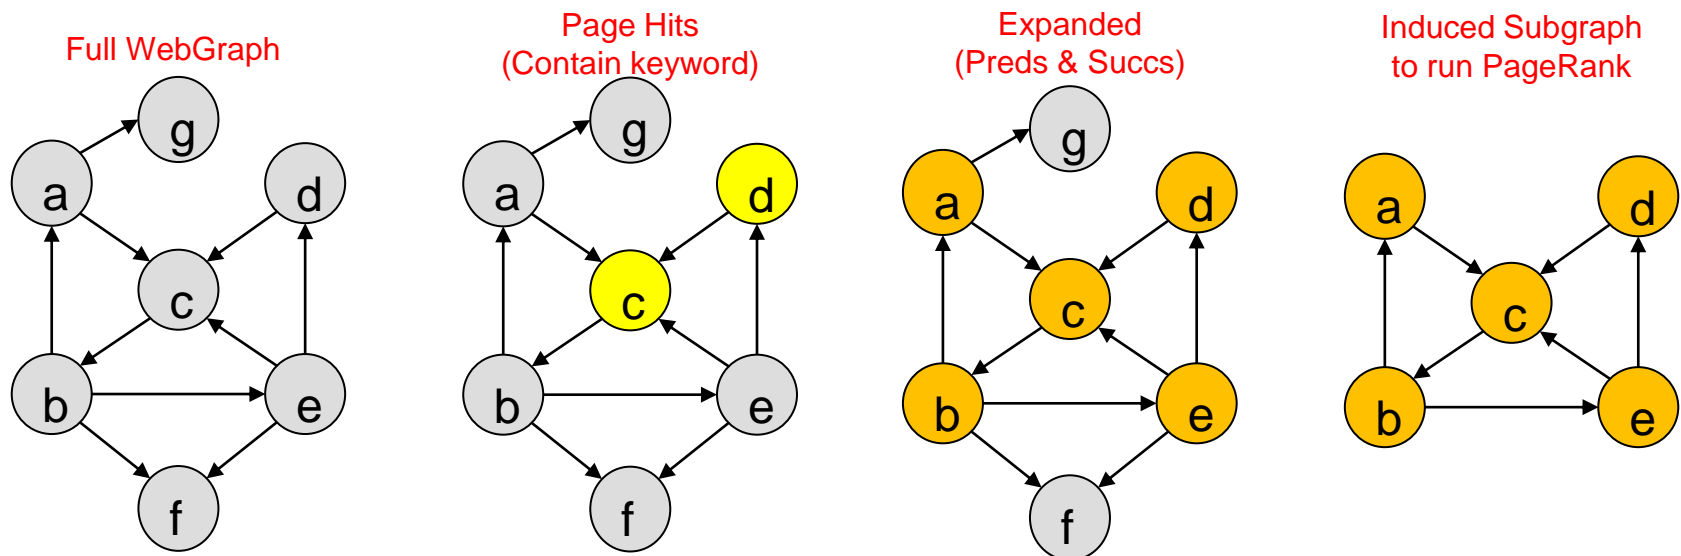 Full WebGraph
g
a
d
c
b
e
f
Page Hits
(Contain keyword)
g
a
d
c
b
e
f
Expanded
(Preds & Succs)
g
a
d
c
b
e
f
Induced Subgraph
to run PageRank
a
d
c
b
e